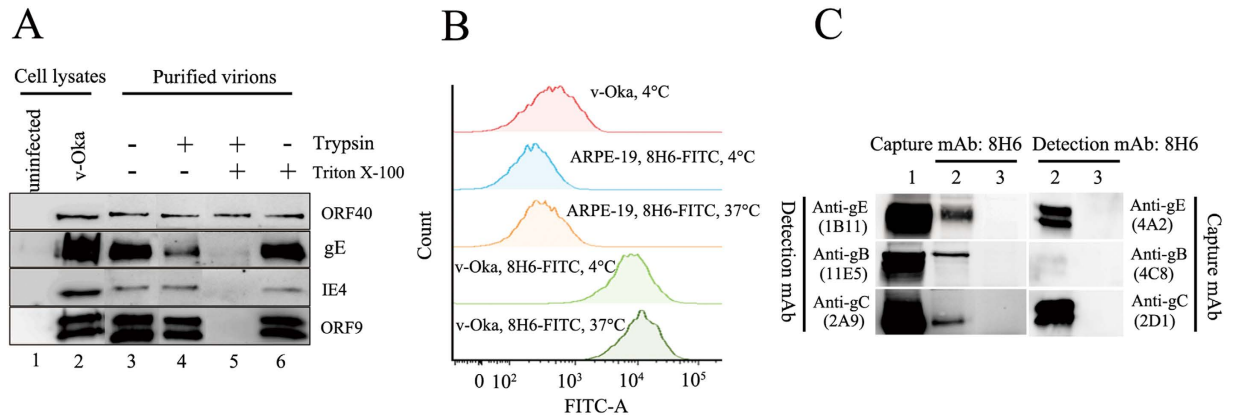 A
Cell lysates
Purified virions
uninfected
v-Oka
- + + - Trypsin
- - + + Triton X-100
ORF40
gE
IE4
ORF9
1 2 3 4 5 6
B
v-Oka, 4°C
ARPE-19, 8H6-FITC, 4°C
ARPE-19, 8H6-FITC, 37°C
v-Oka, 8H6-FITC, 4°C
v-Oka, 8H6-FITC, 37°C
Count
0 10² 10³ 10⁴ 10⁵
FITC-A
C
Capture mAb: 8H6
Detection mAb: 8H6
1 2 3 2 3
Detection mAb
Anti-gE
(1B11)
Anti-gB
(11E5)
Anti-gC
(2A9)
Anti-gE
(4A2)
Anti-gB
(4C8)
Anti-gC
(2D1)
Capture mAb